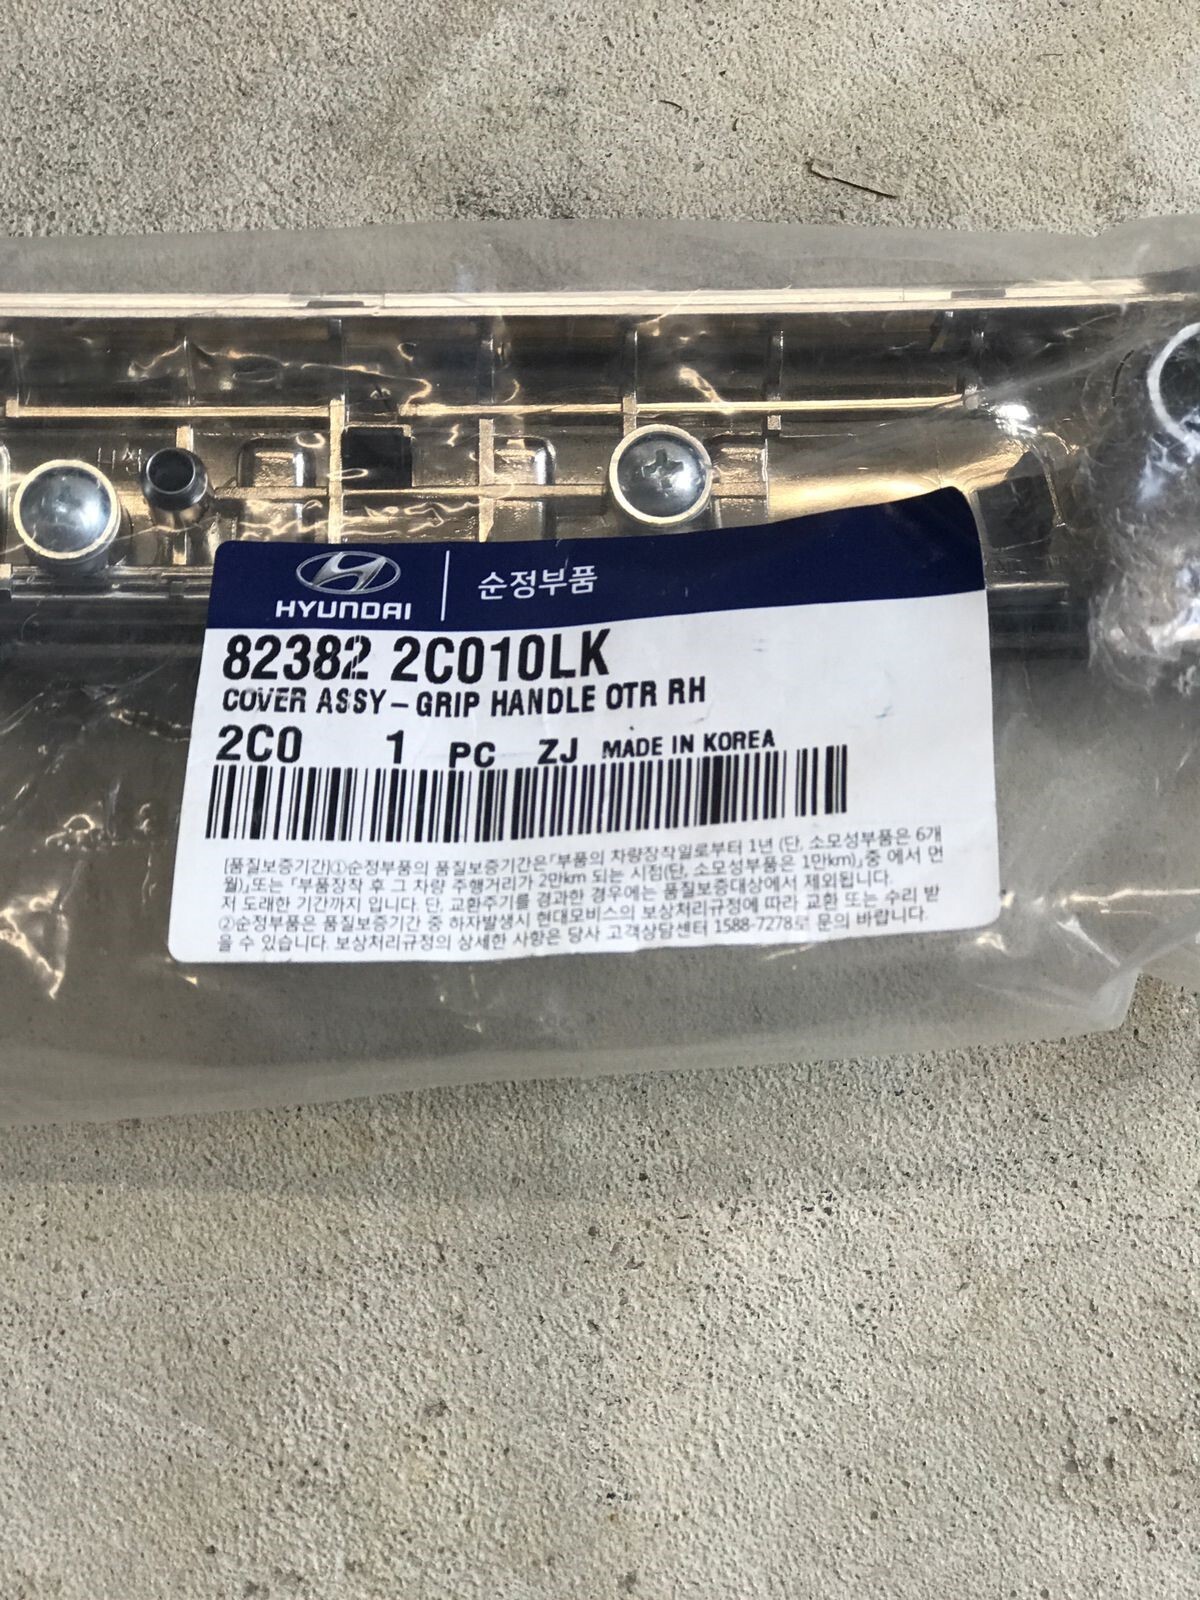 HYUNDAI
순정부품
82382 2C010LK
COVER ASSY-GRIP HANDLE OTR RH
2C0 1 PC ZJ MADE IN KOREA
[품질보증기간]①순정부품의 품질보증기간은「부품의 차량장착일로부터 1년 (단, 소모성부품은 6개
월)」또는 「부품장착 후 그 차량 주행거리가 2만km 되는 시점(단, 소모성부품은 1만km)」중 에서 먼
저 도래한 기간까지 입니다. 단, 교환주기를 경과한 경우에는 품질보증대상에서 제외됩니다.
②순정부품은 품질보증기간 중 하자발생시 현대모비스의 보상처리규정에 따라 교환 또는 수리 받
을 수 있습니다. 보상처리규정의 상세한 사항은 당사 고객상담센터 1588-7278로 문의 바랍니다.